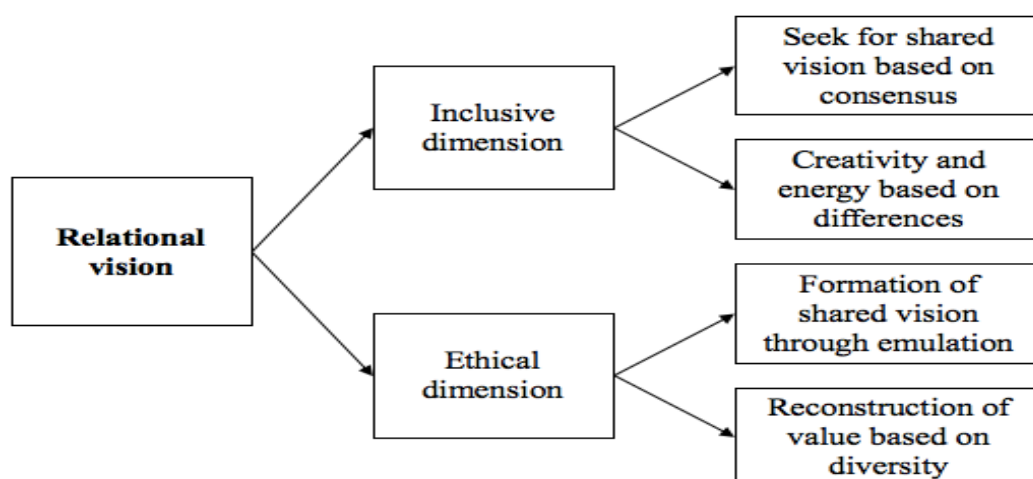 Relational
vision
Inclusive
dimension
Ethical
dimension
Seek for shared
vision based on
consensus
Creativity and
energy based on
differences
Formation of
shared vision
through emulation
Reconstruction of
value based on
diversity